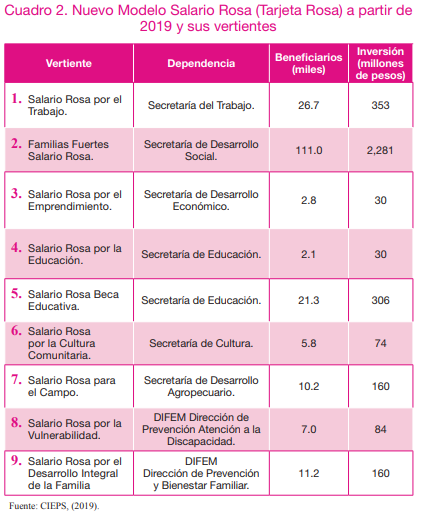 Cuadro 2. Nuevo Modelo Salario Rosa (Tarjeta Rosa) a partir de
2019 y sus vertientes
Vertiente Dependencia Beneficiarios (miles) Inversión (millones de pesos)
1. Salario Rosa por el Trabajo. Secretaría del Trabajo. 26.7 353
2. Familias Fuertes Salario Rosa. Secretaría de Desarrollo Social. 111.0 2,281
3. Salario Rosa por el Emprendimiento. Secretaría de Desarrollo Económico. 2.8 30
4. Salario Rosa por la Educación. Secretaría de Educación. 2.1 30
5. Salario Rosa Beca Educativa. Secretaría de Educación. 21.3 306
6. Salario Rosa por la Cultura Comunitaria. Secretaría de Cultura. 5.8 74
7. Salario Rosa para el Campo. Secretaría de Desarrollo Agropecuario. 10.2 160
8. Salario Rosa por la Vulnerabilidad. DIFEM Dirección de Prevención Atención a la Discapacidad. 7.0 84
9. Salario Rosa por el Desarrollo Integral de la Familia DIFEM Dirección de Prevención y Bienestar Familiar. 11.2 160
Fuente: CIEPS, (2019).